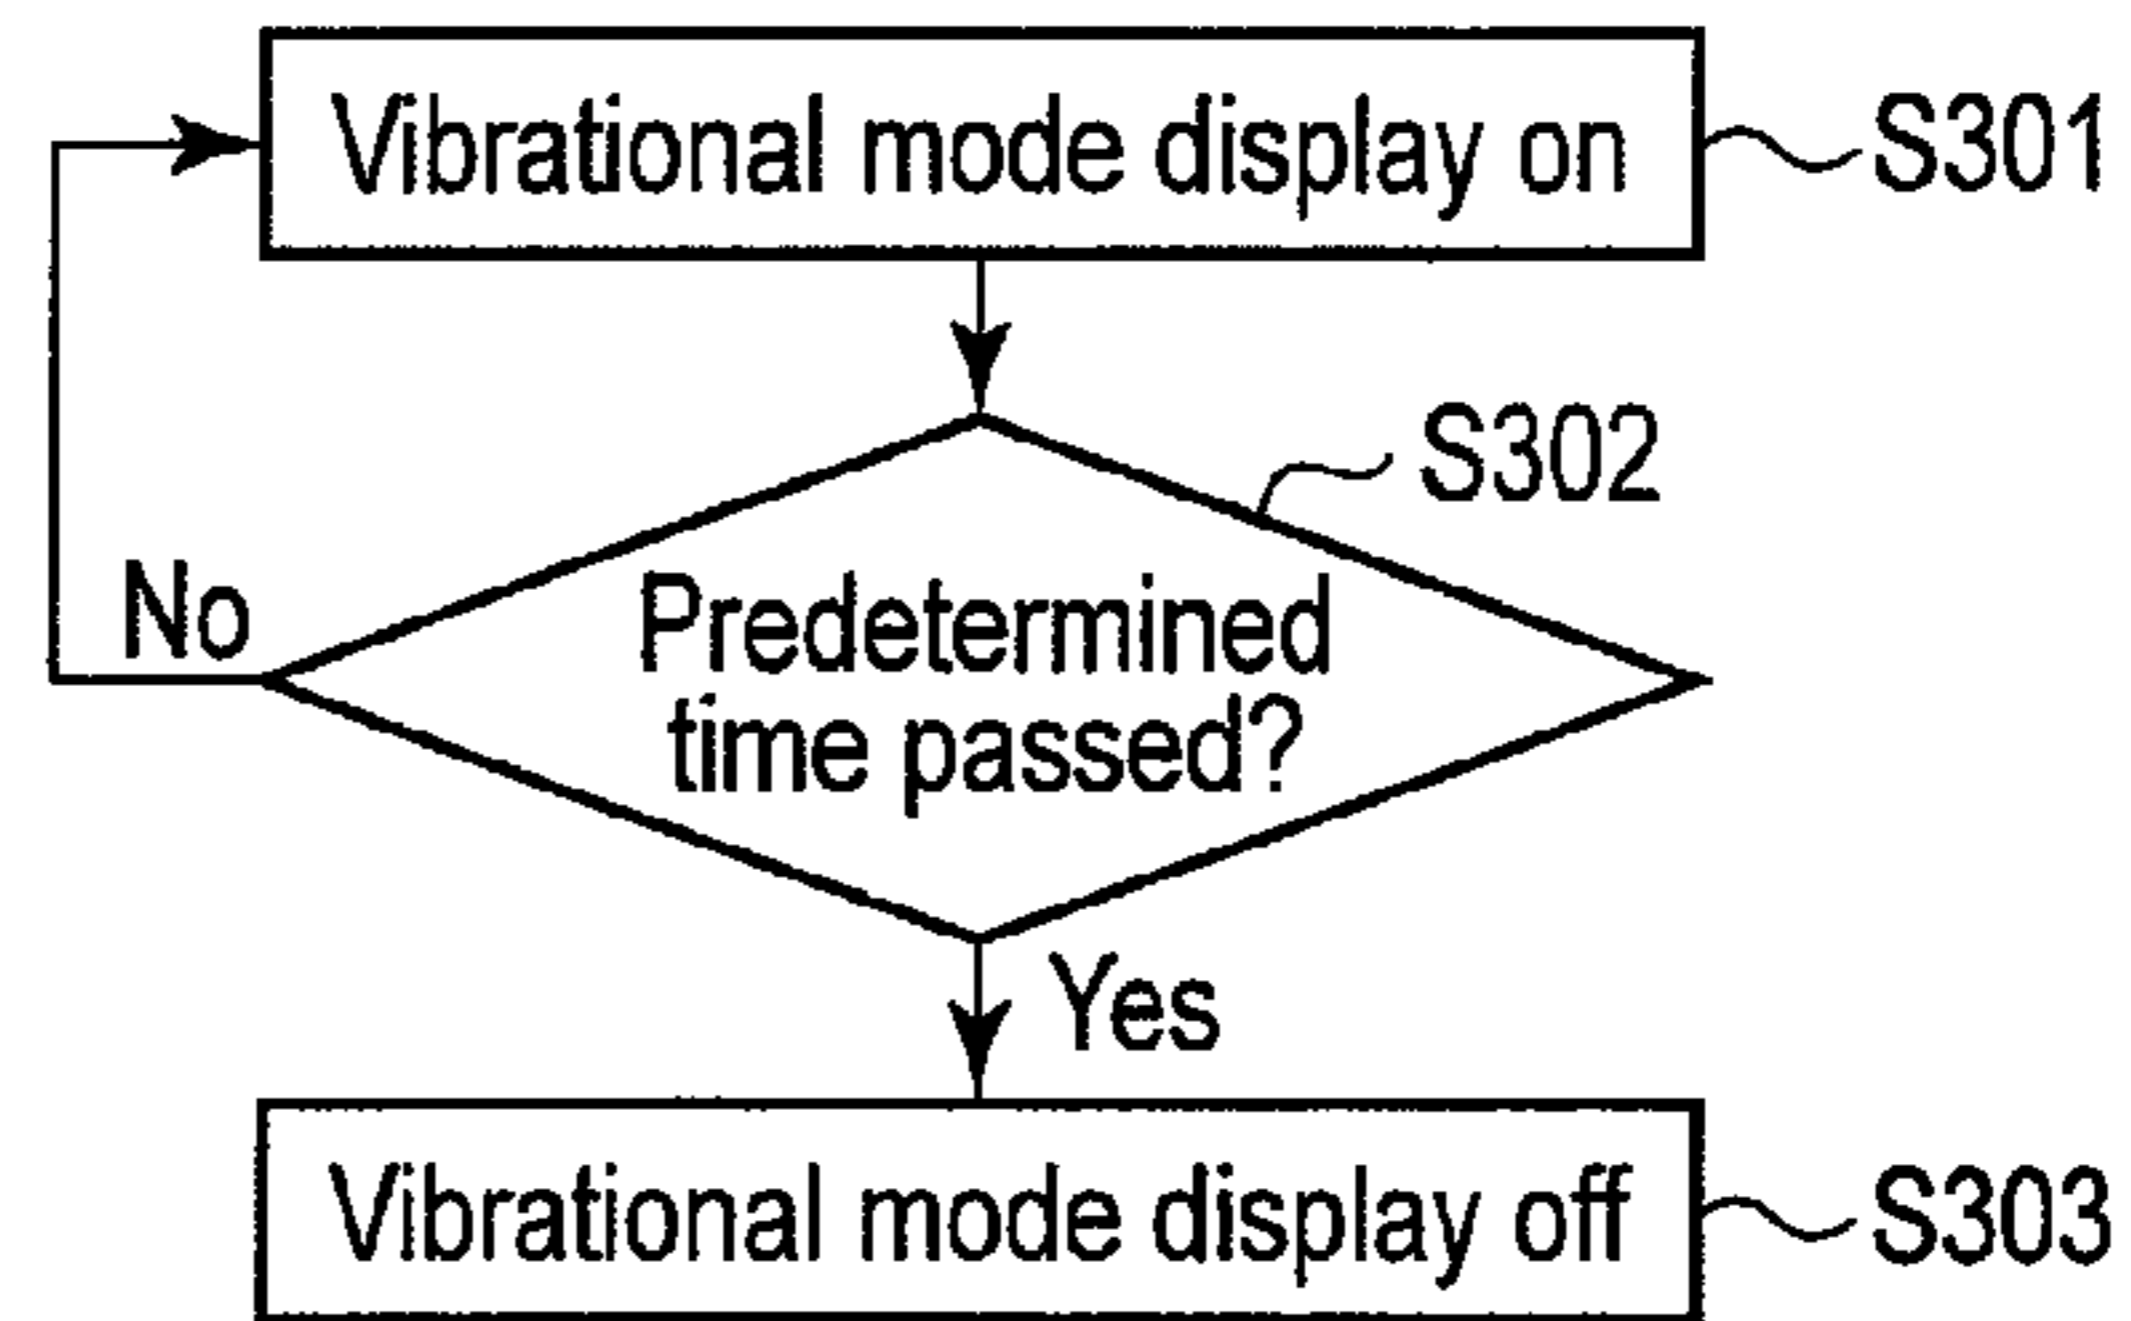 Vibrational mode display on
S301
S302
No
Predetermined
time passed?
Yes
Vibrational mode display off
S303